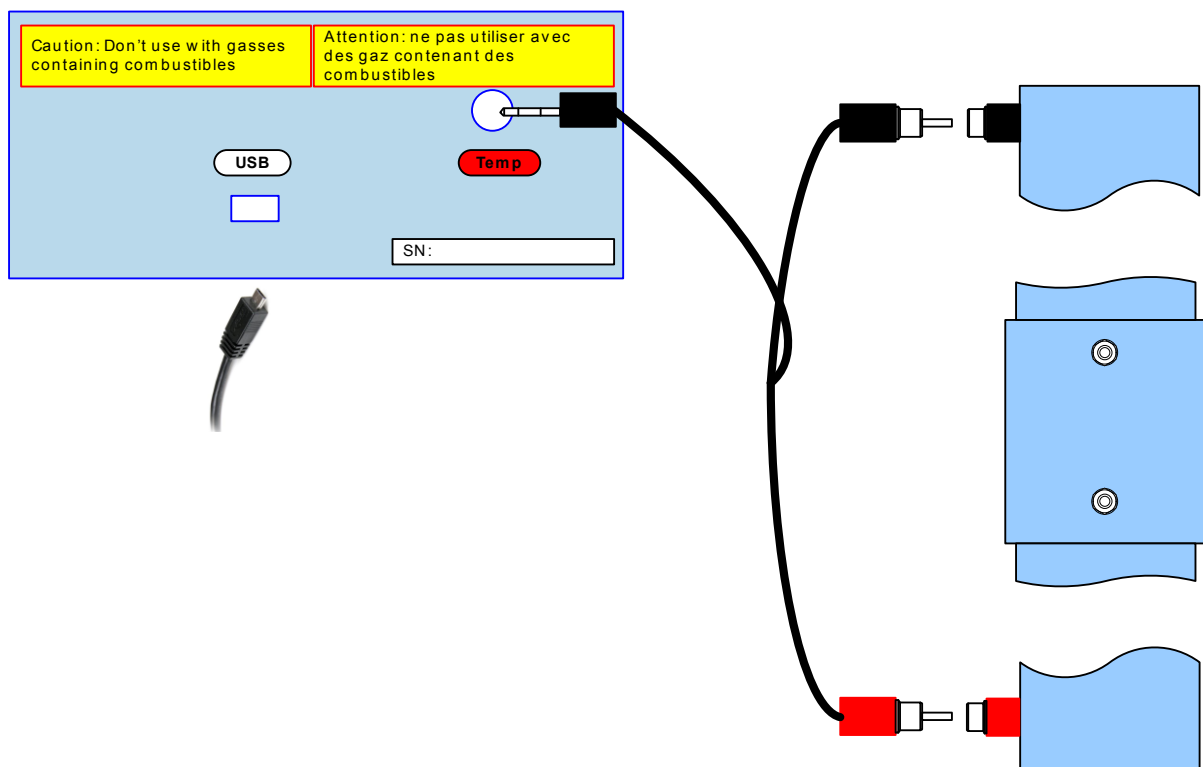 Caution: Don't use with gasses
containing combustibles
Attention: ne pas utiliser avec
des gaz contenant des
combustibles
USB
Temp
SN: